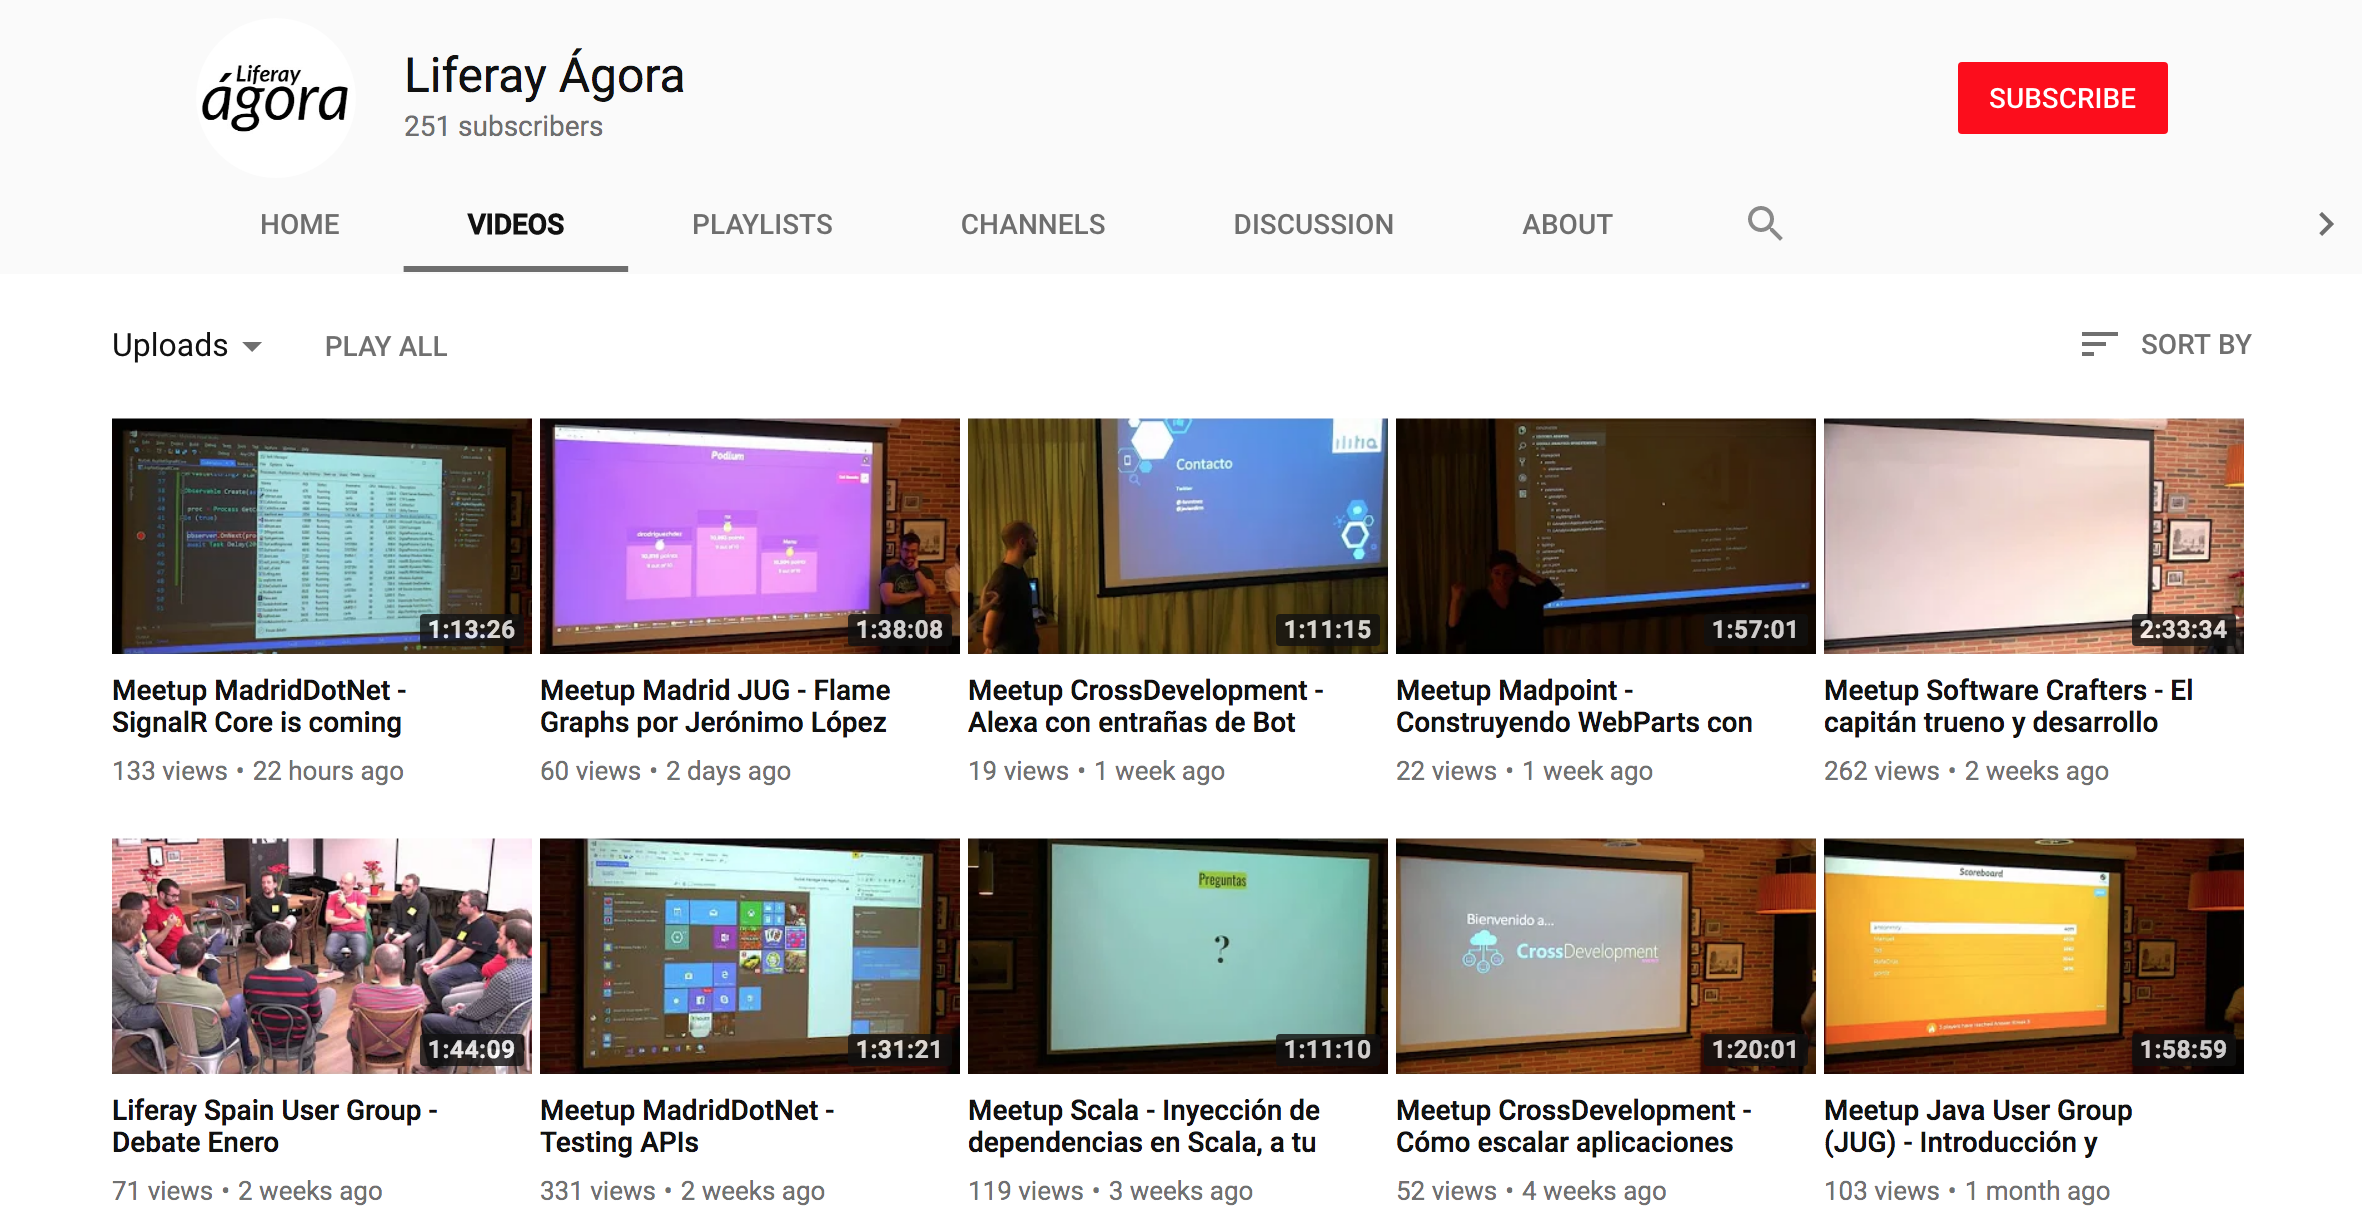 Liferay
ágora
Liferay Ágora
251 subscribers
SUBSCRIBE
HOME
VIDEOS
PLAYLISTS
CHANNELS
DISCUSSION
ABOUT
Uploads
PLAY ALL
SORT BY
1:13:26
Podium
1:38:08
Contacto
1:11:15
1:57:01
2:33:34
Meetup MadridDotNet -
SignalR Core is coming
133 views • 22 hours ago
Meetup Madrid JUG - Flame
Graphs por Jerónimo López
60 views • 2 days ago
Meetup CrossDevelopment -
Alexa con entrañas de Bot
19 views • 1 week ago
Meetup Madpoint -
Construyendo WebParts con
22 views • 1 week ago
Meetup Software Crafters - El
capitán trueno y desarrollo
262 views • 2 weeks ago
1:44:09
1:31:21
Preguntas
?
1:11:10
Bienvenido a...
CrossDevelopment
1:20:01
Scoreboard
1:58:59
Liferay Spain User Group -
Debate Enero
71 views • 2 weeks ago
Meetup MadridDotNet -
Testing APIs
331 views • 2 weeks ago
Meetup Scala - Inyección de
dependencias en Scala, a tu
119 views • 3 weeks ago
Meetup CrossDevelopment -
Cómo escalar aplicaciones
52 views • 4 weeks ago
Meetup Java User Group
(JUG) - Introducción y
103 views • 1 month ago